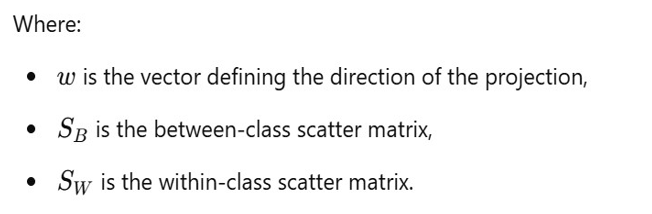 Where:
• w is the vector defining the direction of the projection,
• S_B is the between-class scatter matrix,
• S_W is the within-class scatter matrix.